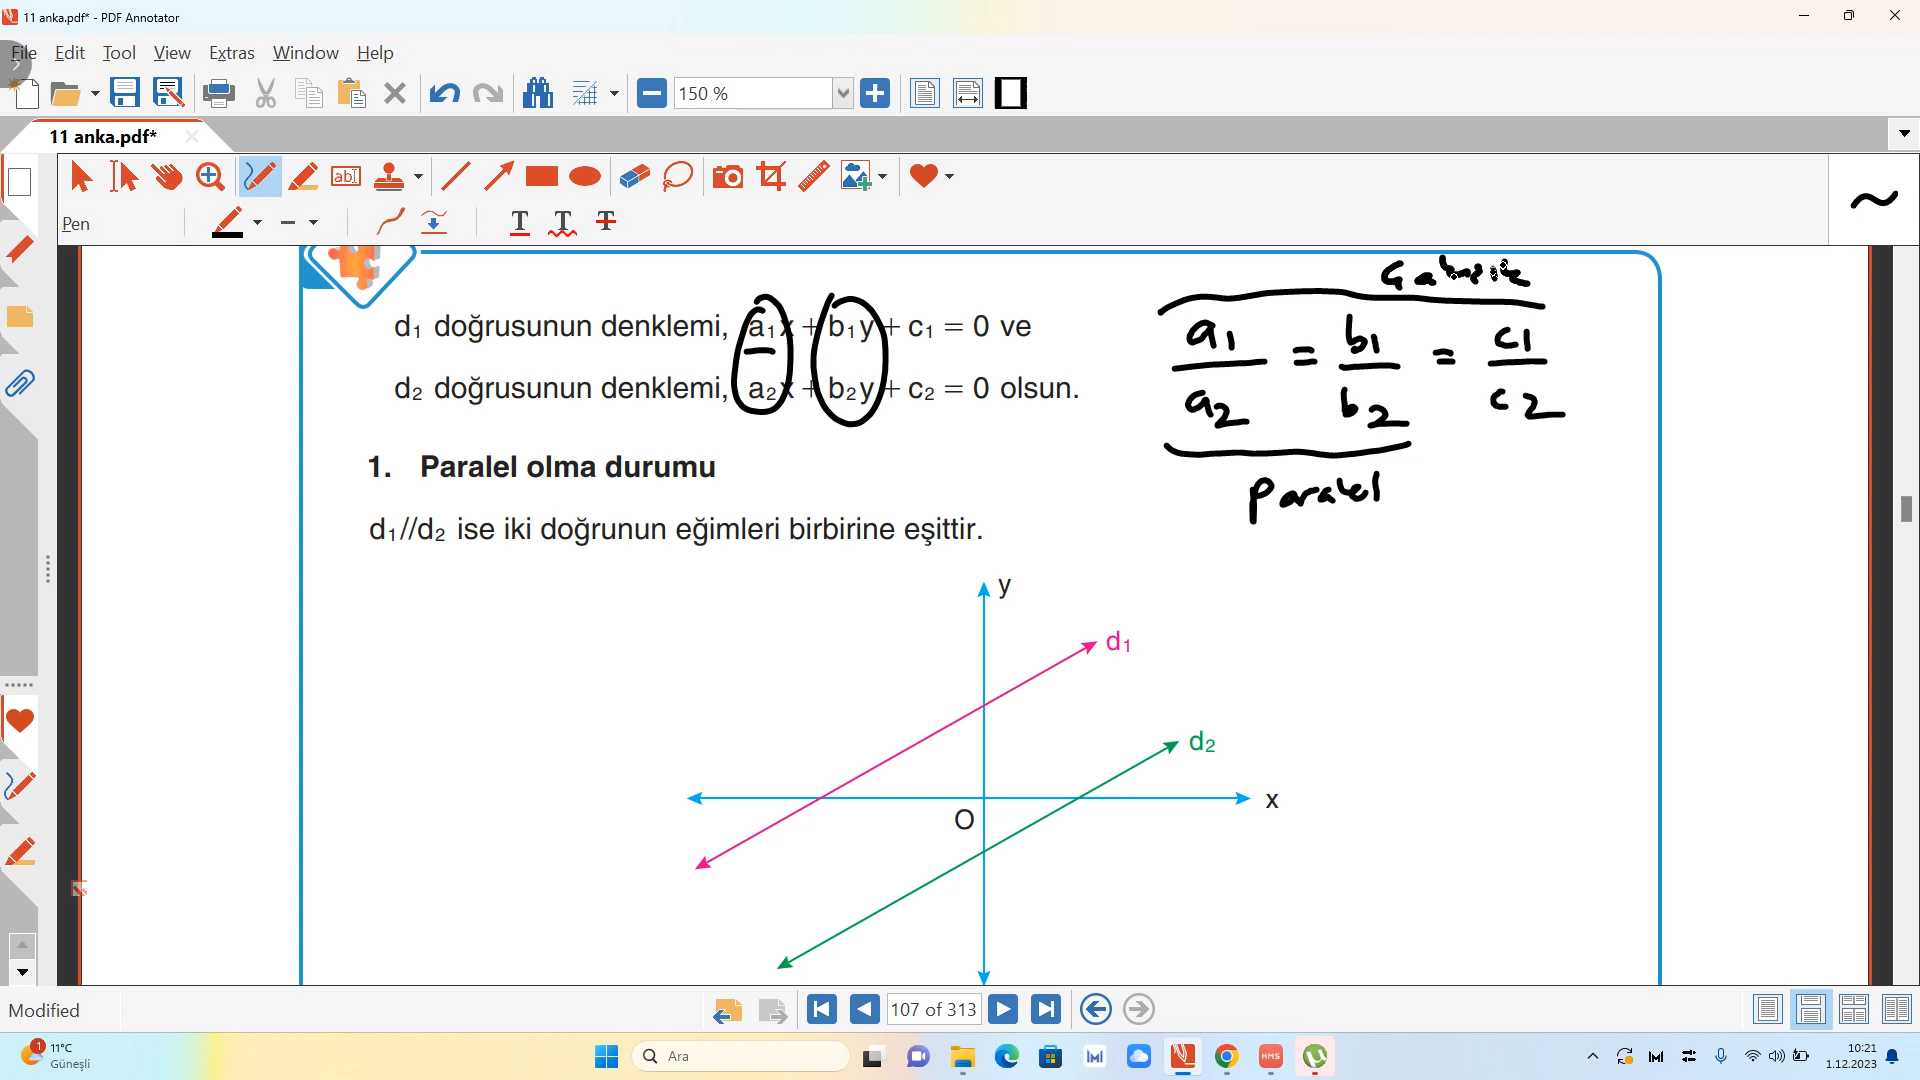 11 anka.pdf* - PDF Annotator
File Edit Tool View Extras Window Help
150 %
11 anka.pdf*
Pen
Çakışık
d₁ doğrusunun denklemi, a₁x + b₁y + c₁ = 0 ve
d₂ doğrusunun denklemi, a₂x + b₂y + c₂ = 0 olsun.
a₁/a₂ = b₁/b₂ = c₁/c₂
paralel
1. Paralel olma durumu
d₁//d₂ ise iki doğrunun eğimleri birbirine eşittir.
y
d₁
d₂
x
O
Modified
107 of 313
1
11°C
Güneşli
Ara
HMS
10:21
1.12.2023